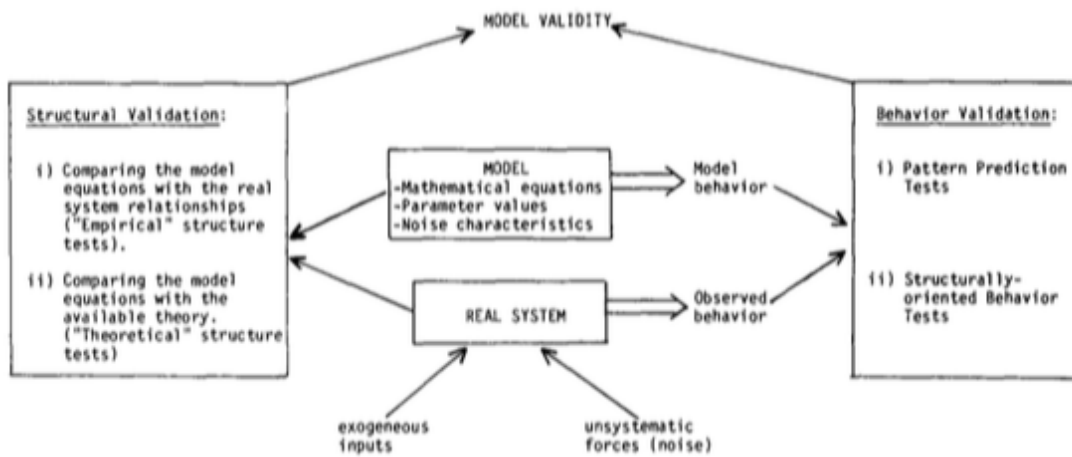 MODEL VALIDITY
Structural Validation:
i) Comparing the model
equations with the real
system relationships
("Empirical" structure
tests).
ii) Comparing the model
equations with the
available theory.
("Theoretical" structure
tests)
MODEL
-Mathematical equations
-Parameter values
-Noise characteristics
Model
behavior
REAL SYSTEM
Observed
behavior
exogeneous
inputs
unsystematic
forces (noise)
Behavior Validation:
i) Pattern Prediction
Tests
ii) Structurally-
oriented Behavior
Tests